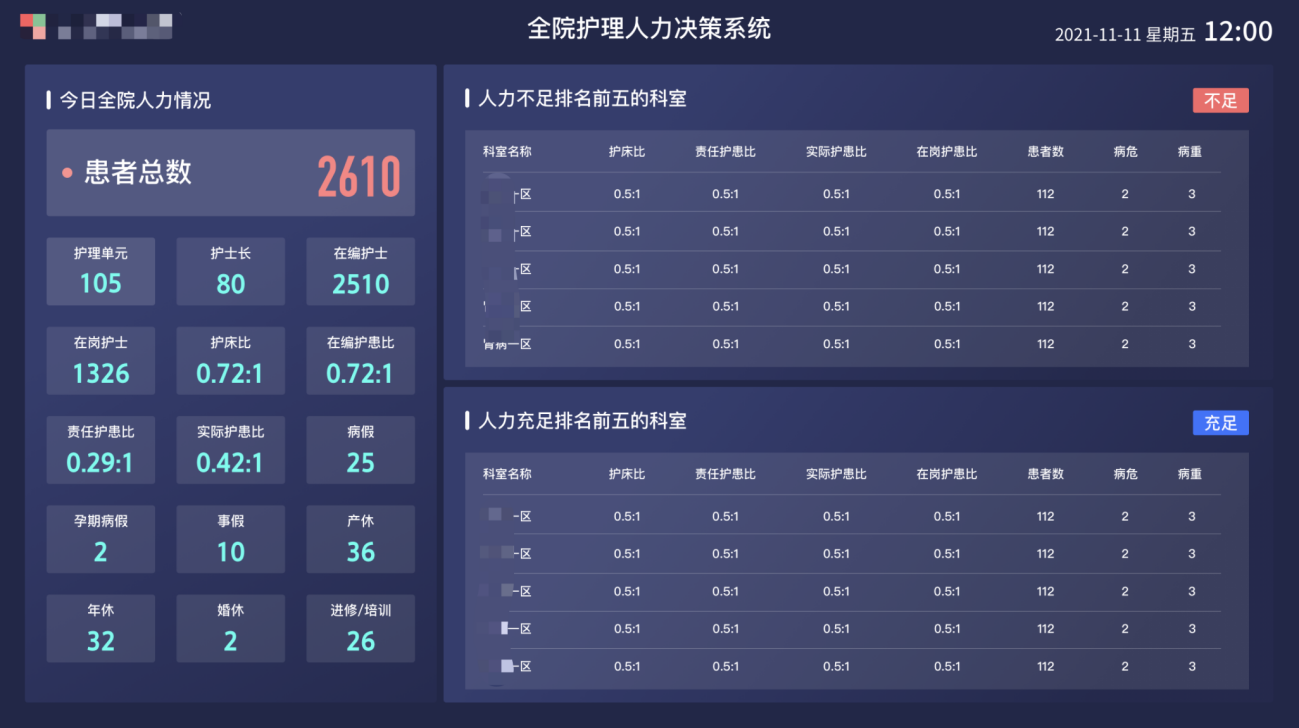 全院护理人力决策系统
2021-11-11 星期五 12:00
今日全院人力情况
患者总数 2610
护理单元 护士长 在编护士
105 80 2510
在岗护士 护床比 在编护患比
1326 0.72:1 0.72:1
责任护患比 实际护患比 病假
0.29:1 0.42:1 25
孕期病假 事假 产休
2 10 36
年休 婚休 进修/培训
32 2 26
人力不足排名前五的科室 不足
科室名称 护床比 责任护患比 实际护患比 在岗护患比 患者数 病危 病重
区 0.5:1 0.5:1 0.5:1 0.5:1 112 2 3
区 0.5:1 0.5:1 0.5:1 0.5:1 112 2 3
区 0.5:1 0.5:1 0.5:1 0.5:1 112 2 3
区 0.5:1 0.5:1 0.5:1 0.5:1 112 2 3
病一区 0.5:1 0.5:1 0.5:1 0.5:1 112 2 3
人力充足排名前五的科室 充足
科室名称 护床比 责任护患比 实际护患比 在岗护患比 患者数 病危 病重
一区 0.5:1 0.5:1 0.5:1 0.5:1 112 2 3
一区 0.5:1 0.5:1 0.5:1 0.5:1 112 2 3
一区 0.5:1 0.5:1 0.5:1 0.5:1 112 2 3
一区 0.5:1 0.5:1 0.5:1 0.5:1 112 2 3
一区 0.5:1 0.5:1 0.5:1 0.5:1 112 2 3